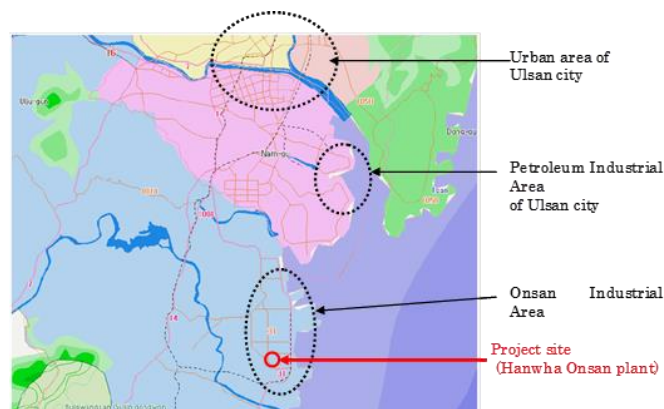 Urban area of
Ulsan city
Petroleum Industrial
Area
of Ulsan city
Onsan Industrial
Area
Project site
(Hanwha Onsan plant)
Nam-g
31